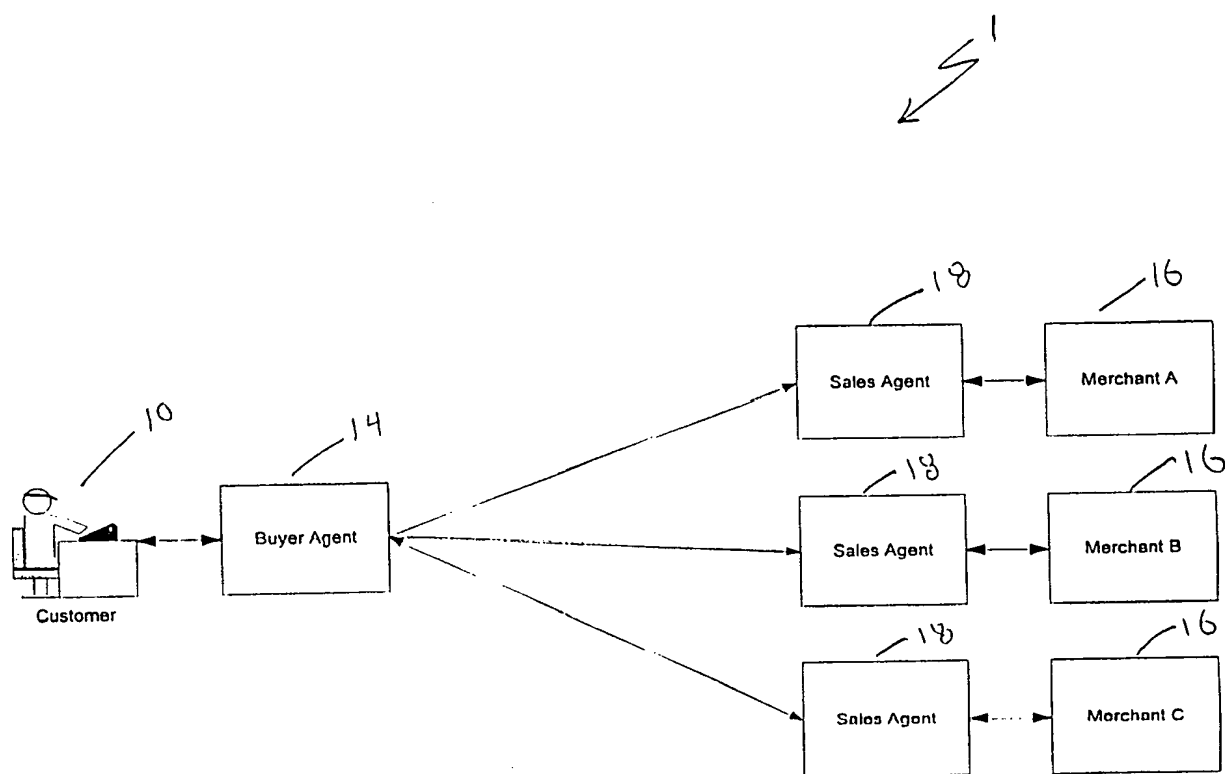 1
18
16
Sales Agent
Merchant A
10
14
18
16
Buyer Agent
Sales Agent
Merchant B
Customer
18
16
Sales Agent
Merchant C